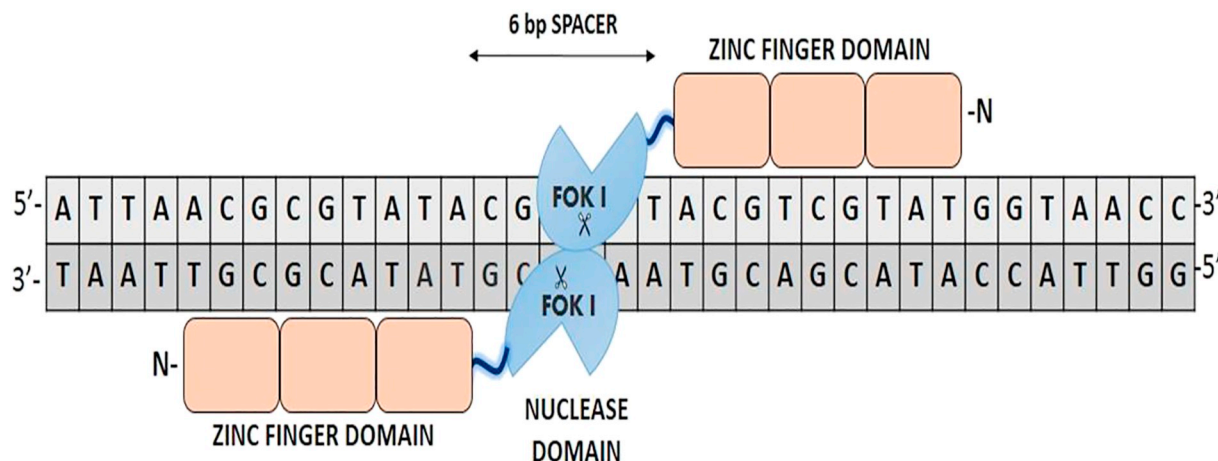 6 bp SPACER
ZINC FINGER DOMAIN
-N
5’- A T T A A C G C G T A T A C G FOK I T A C G T C G T A T G G T A A C C -3’
3’- T A A T T G C G C A T A T G C A A T G C A G C A T A C C A T T G G -5’
FOK I
N-
ZINC FINGER DOMAIN
NUCLEASE
DOMAIN